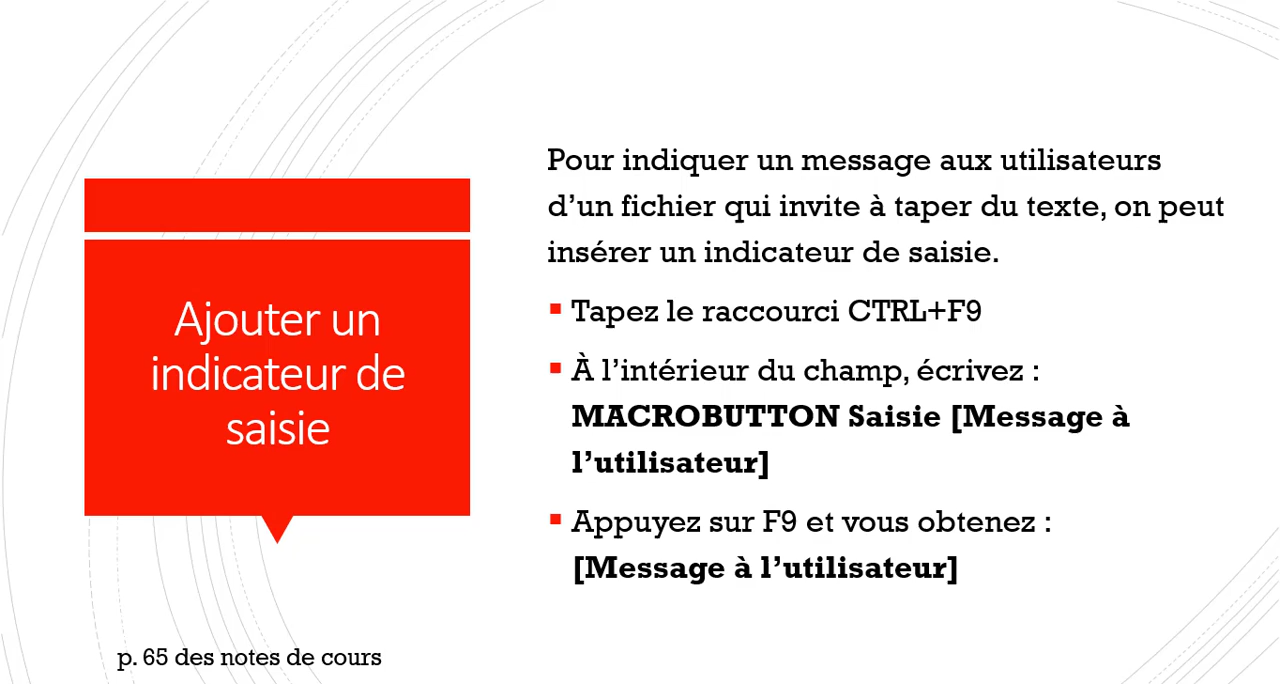 Ajouter un
indicateur de
saisie
Pour indiquer un message aux utilisateurs
d’un fichier qui invite à taper du texte, on peut
insérer un indicateur de saisie.
▪ Tapez le raccourci CTRL+F9
▪ À l’intérieur du champ, écrivez :
MACROBUTTON Saisie [Message à
l’utilisateur]
▪ Appuyez sur F9 et vous obtenez :
[Message à l’utilisateur]
p. 65 des notes de cours